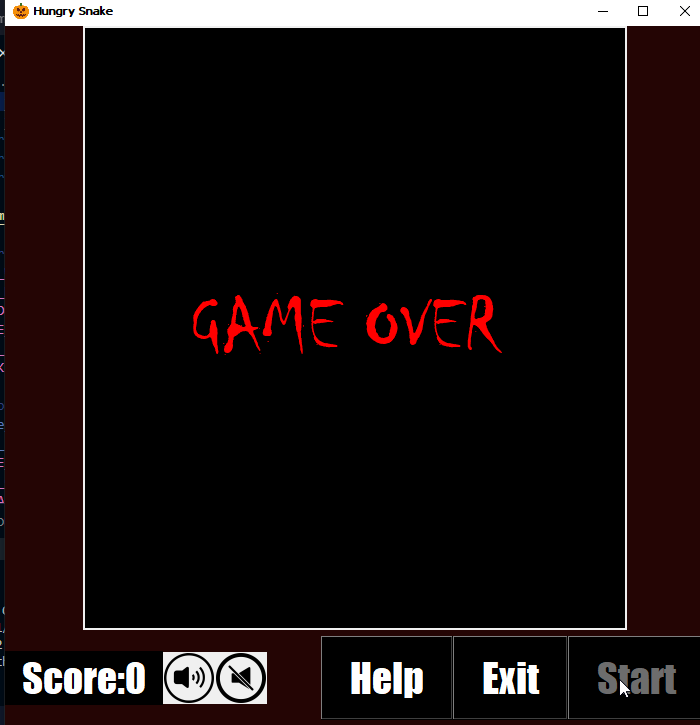 Hungry Snake
GAME OVER
Score:0
Help
Exit
Start